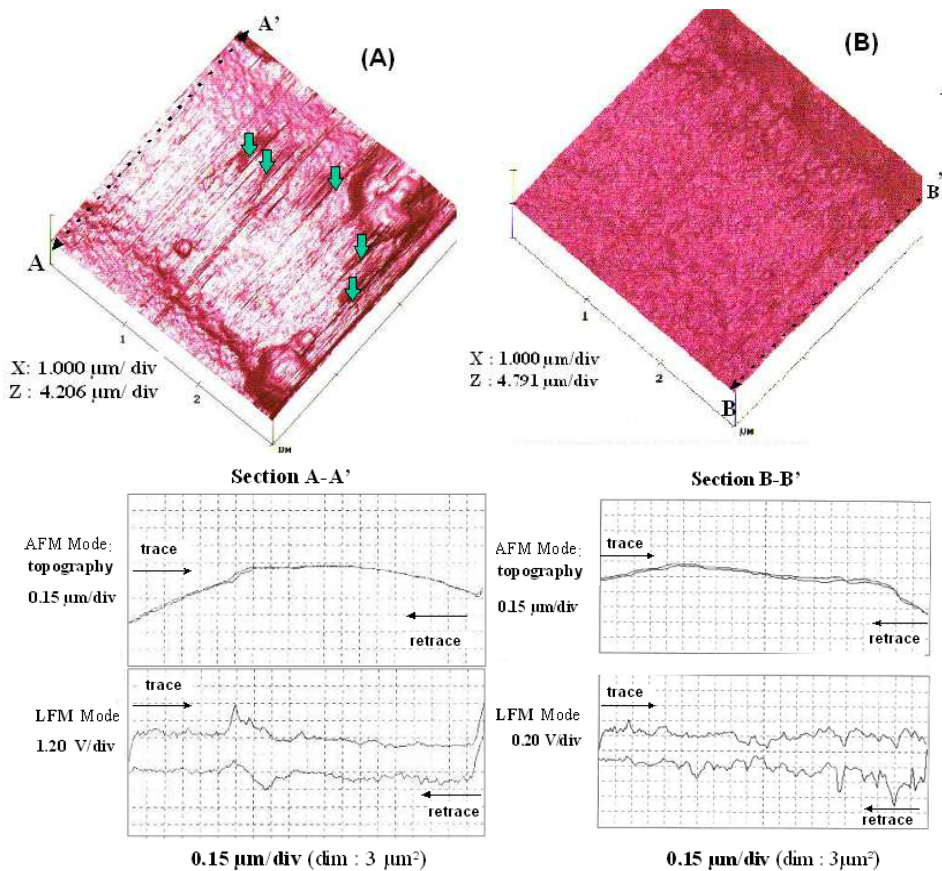 A'
(A)
A
1
2
µM
X: 1.000 µm/ div
Z : 4.206 µm/ div
(B)
B'
B
1
2
µM
X : 1.000 µm/div
Z : 4.791 µm/div
Section A-A'
AFM Mode:
topography
0.15 µm/div
trace
retrace
LFM Mode
1.20 V/div
trace
retrace
0.15 µm/div (dim : 3 µm²)
Section B-B'
AFM Mode:
topography
0.15 µm/div
trace
retrace
LFM Mode
0.20 V/div
trace
retrace
0.15 µm/div (dim : 3µm²)